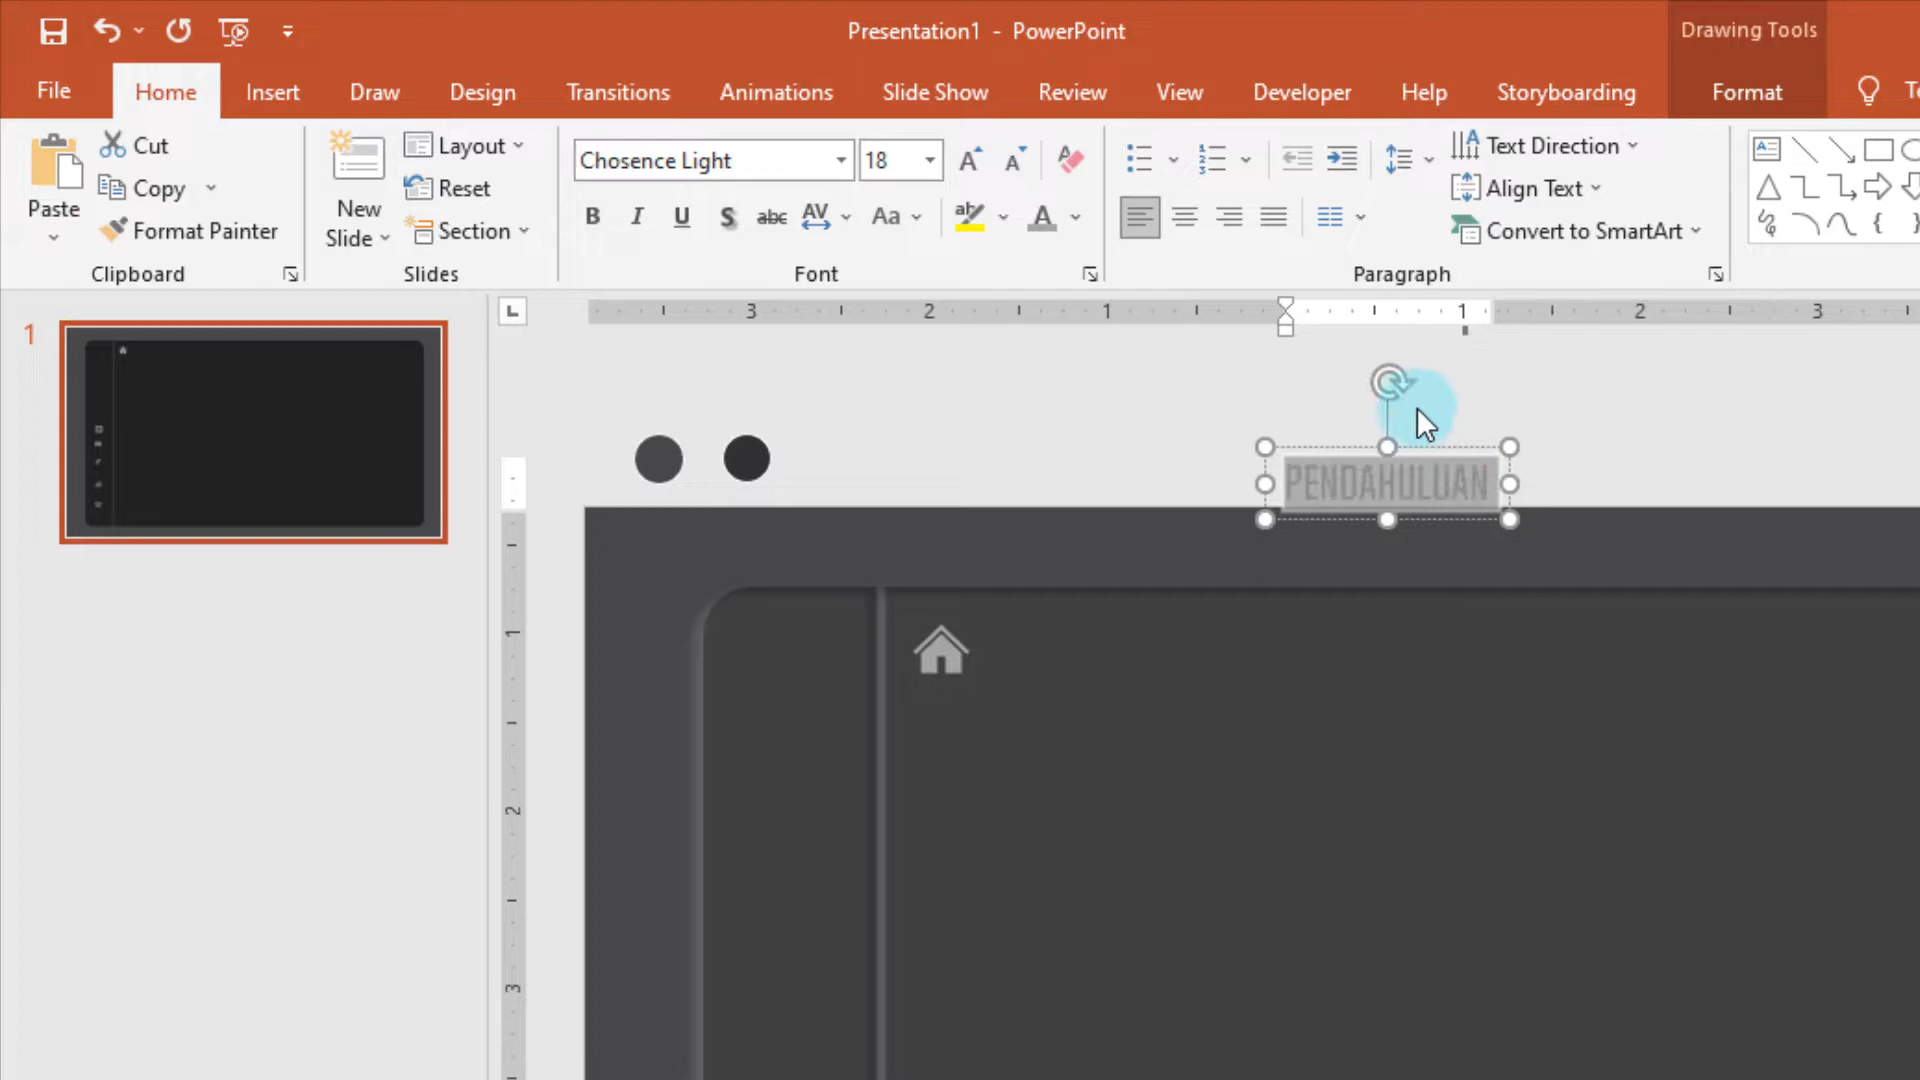 Presentation1 - PowerPoint
Drawing Tools
File Home Insert Draw Design Transitions Animations Slide Show Review View Developer Help Storyboarding Format
Paste
Cut
Copy
Format Painter
Clipboard
New Slide
Layout
Reset
Section
Slides
Chosence Light 18
B I U S abc AV Aa ab A
Font
Text Direction
Align Text
Convert to SmartArt
Paragraph
1
3 2 1 1 2 3
PENDAHULUAN
1
2
3